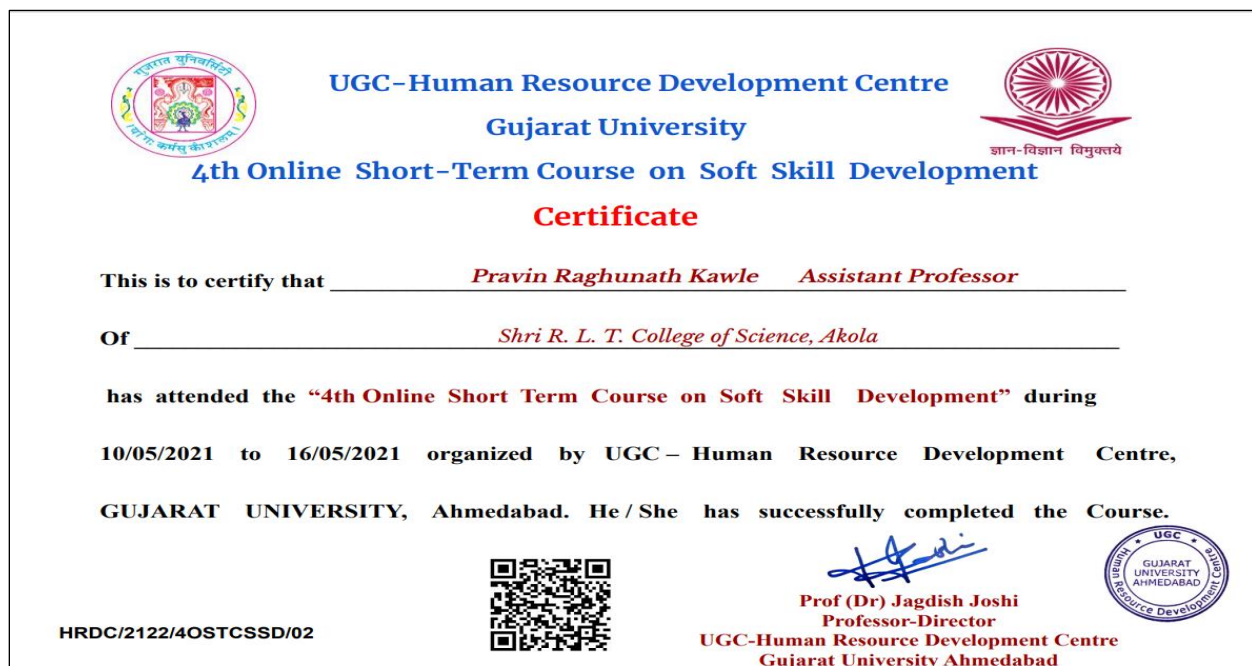 गुजरात युनिवर्सिटी
UGC-Human Resource Development Centre
Gujarat University
4th Online Short-Term Course on Soft Skill Development
ज्ञान-विज्ञान विमुक्तये
Certificate
This is to certify that Pravin Raghunath Kawle Assistant Professor
Of Shri R. L. T. College of Science, Akola
has attended the “4th Online Short Term Course on Soft Skill Development” during
10/05/2021 to 16/05/2021 organized by UGC – Human Resource Development Centre,
GUJARAT UNIVERSITY, Ahmedabad. He / She has successfully completed the Course.
UGC
Human Resource Development Centre
GUJARAT
UNIVERSITY
AHMEDABAD
Prof (Dr) Jagdish Joshi
Professor-Director
UGC-Human Resource Development Centre
Gujarat University Ahmedabad
HRDC/2122/4OSTCSSD/02